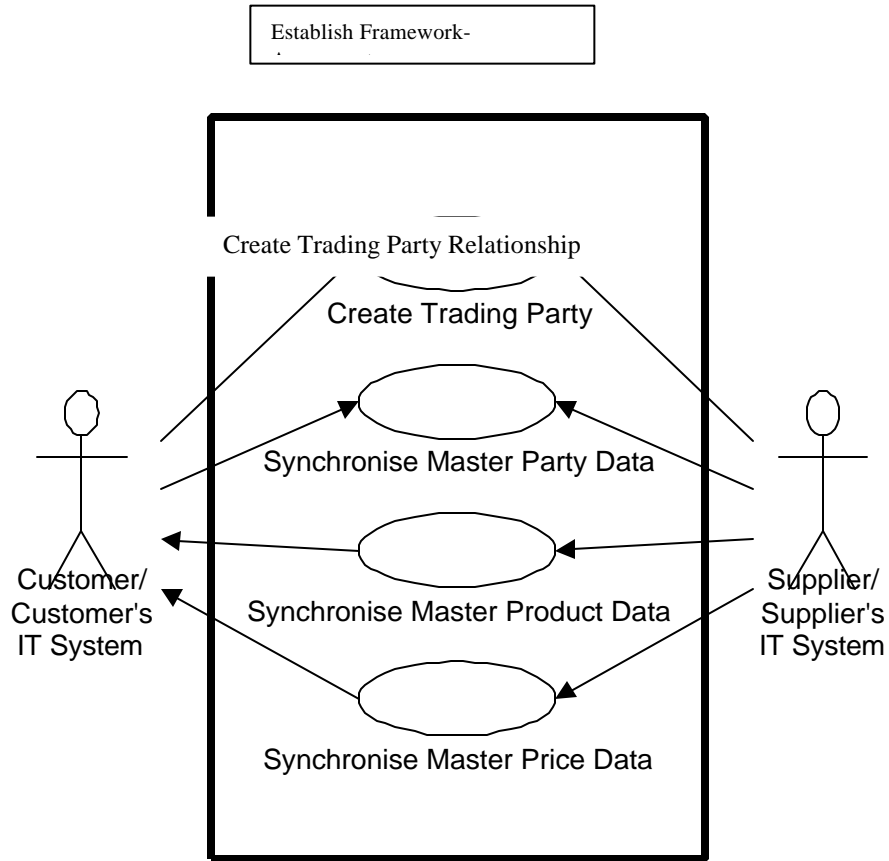 Establish Framework-
Create Trading Party Relationship
Create Trading Party
Synchronise Master Party Data
Customer/
Customer's
IT System
Supplier/
Supplier's
IT System
Synchronise Master Product Data
Synchronise Master Price Data